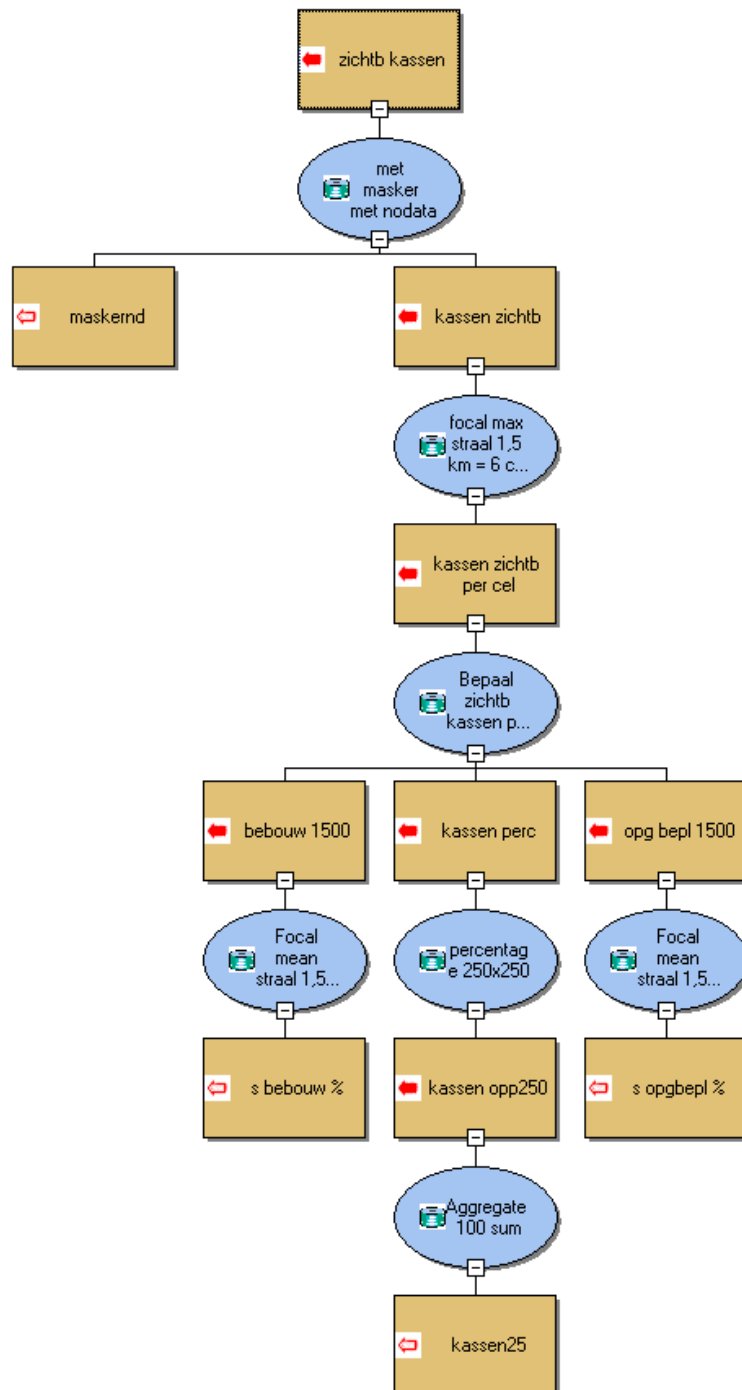 zichtb kassen
met
masker
met nodata
maskernd
kassen zichtb
focal max
straal 1,5
km = 6 c...
kassen zichtb
per cel
Bepaal
zichtb
kassen p...
bebouw 1500
kassen perc
opg bepl 1500
Focal
mean
straal 1,5...
percentag
e 250x250
Focal
mean
straal 1,5...
s bebouw %
kassen opp250
s opgbepl %
Aggregate
100 sum
kassen25